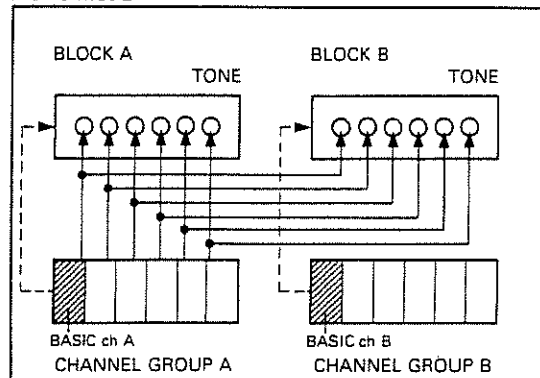 BLOCK A
TONE
BLOCK B
TONE
BASIC ch A
CHANNEL GROUP A
BASIC ch B
CHANNEL GROUP B